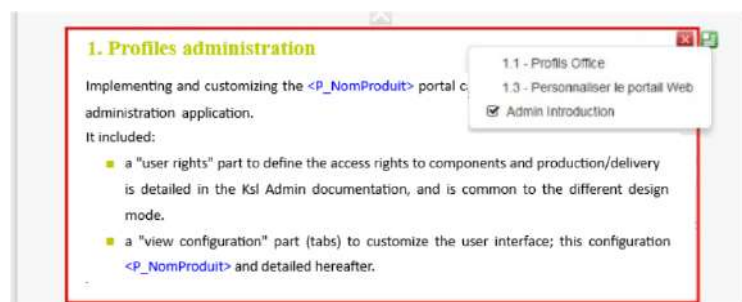 1. Profiles administration
1.1 - Profils Office
Implementing and customizing the <P_NomProduit> portal c
1.3 - Personnaliser le portail Web
administration application.
Admin Introduction
It included:
a "user rights" part to define the access rights to components and production/delivery
is detailed in the Ksl Admin documentation, and is common to the different design
mode.
a "view configuration" part (tabs) to customize the user interface; this configuration
<P_NomProduit> and detailed hereafter.